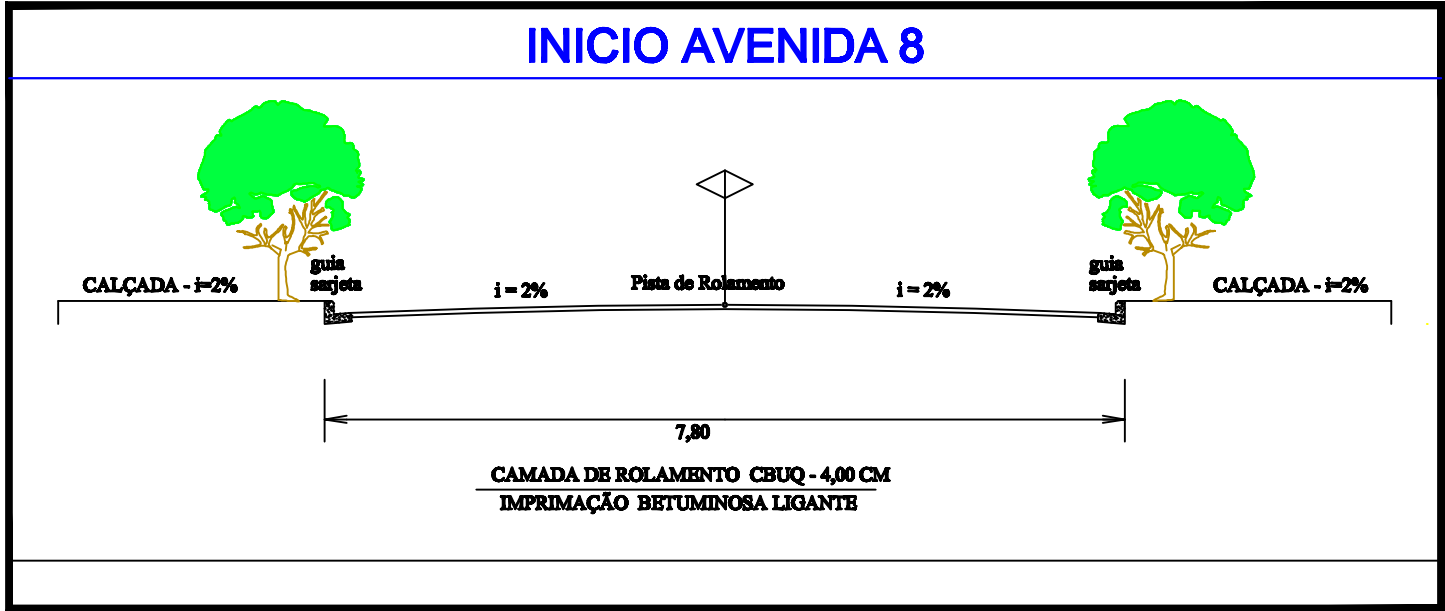 INICIO AVENIDA 8
guia
sarjeta
guia
sarjeta
CALÇADA - i=2%
i = 2%
Pista de Rolamento
i = 2%
CALÇADA - i=2%
7,80
CAMADA DE ROLAMENTO CBUQ - 4,00 CM
IMPRIMAÇÃO BETUMINOSA LIGANTE